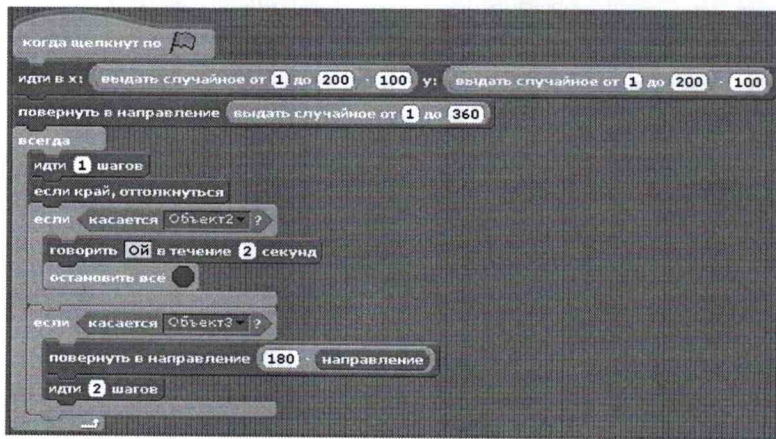 когда щелкнут по
идти в x: выдать случайное от 1 до 200 - 100 y: выдать случайное от 1 до 200 - 100
повернуть в направление выдать случайное от 1 до 360
всегда
идти 1 шагов
если край, оттолкнуться
если касается Объект2 ?
говорить Ой в течение 2 секунд
остановить все
если касается Объект3 ?
повернуть в направление 180 - направление
идти 2 шагов